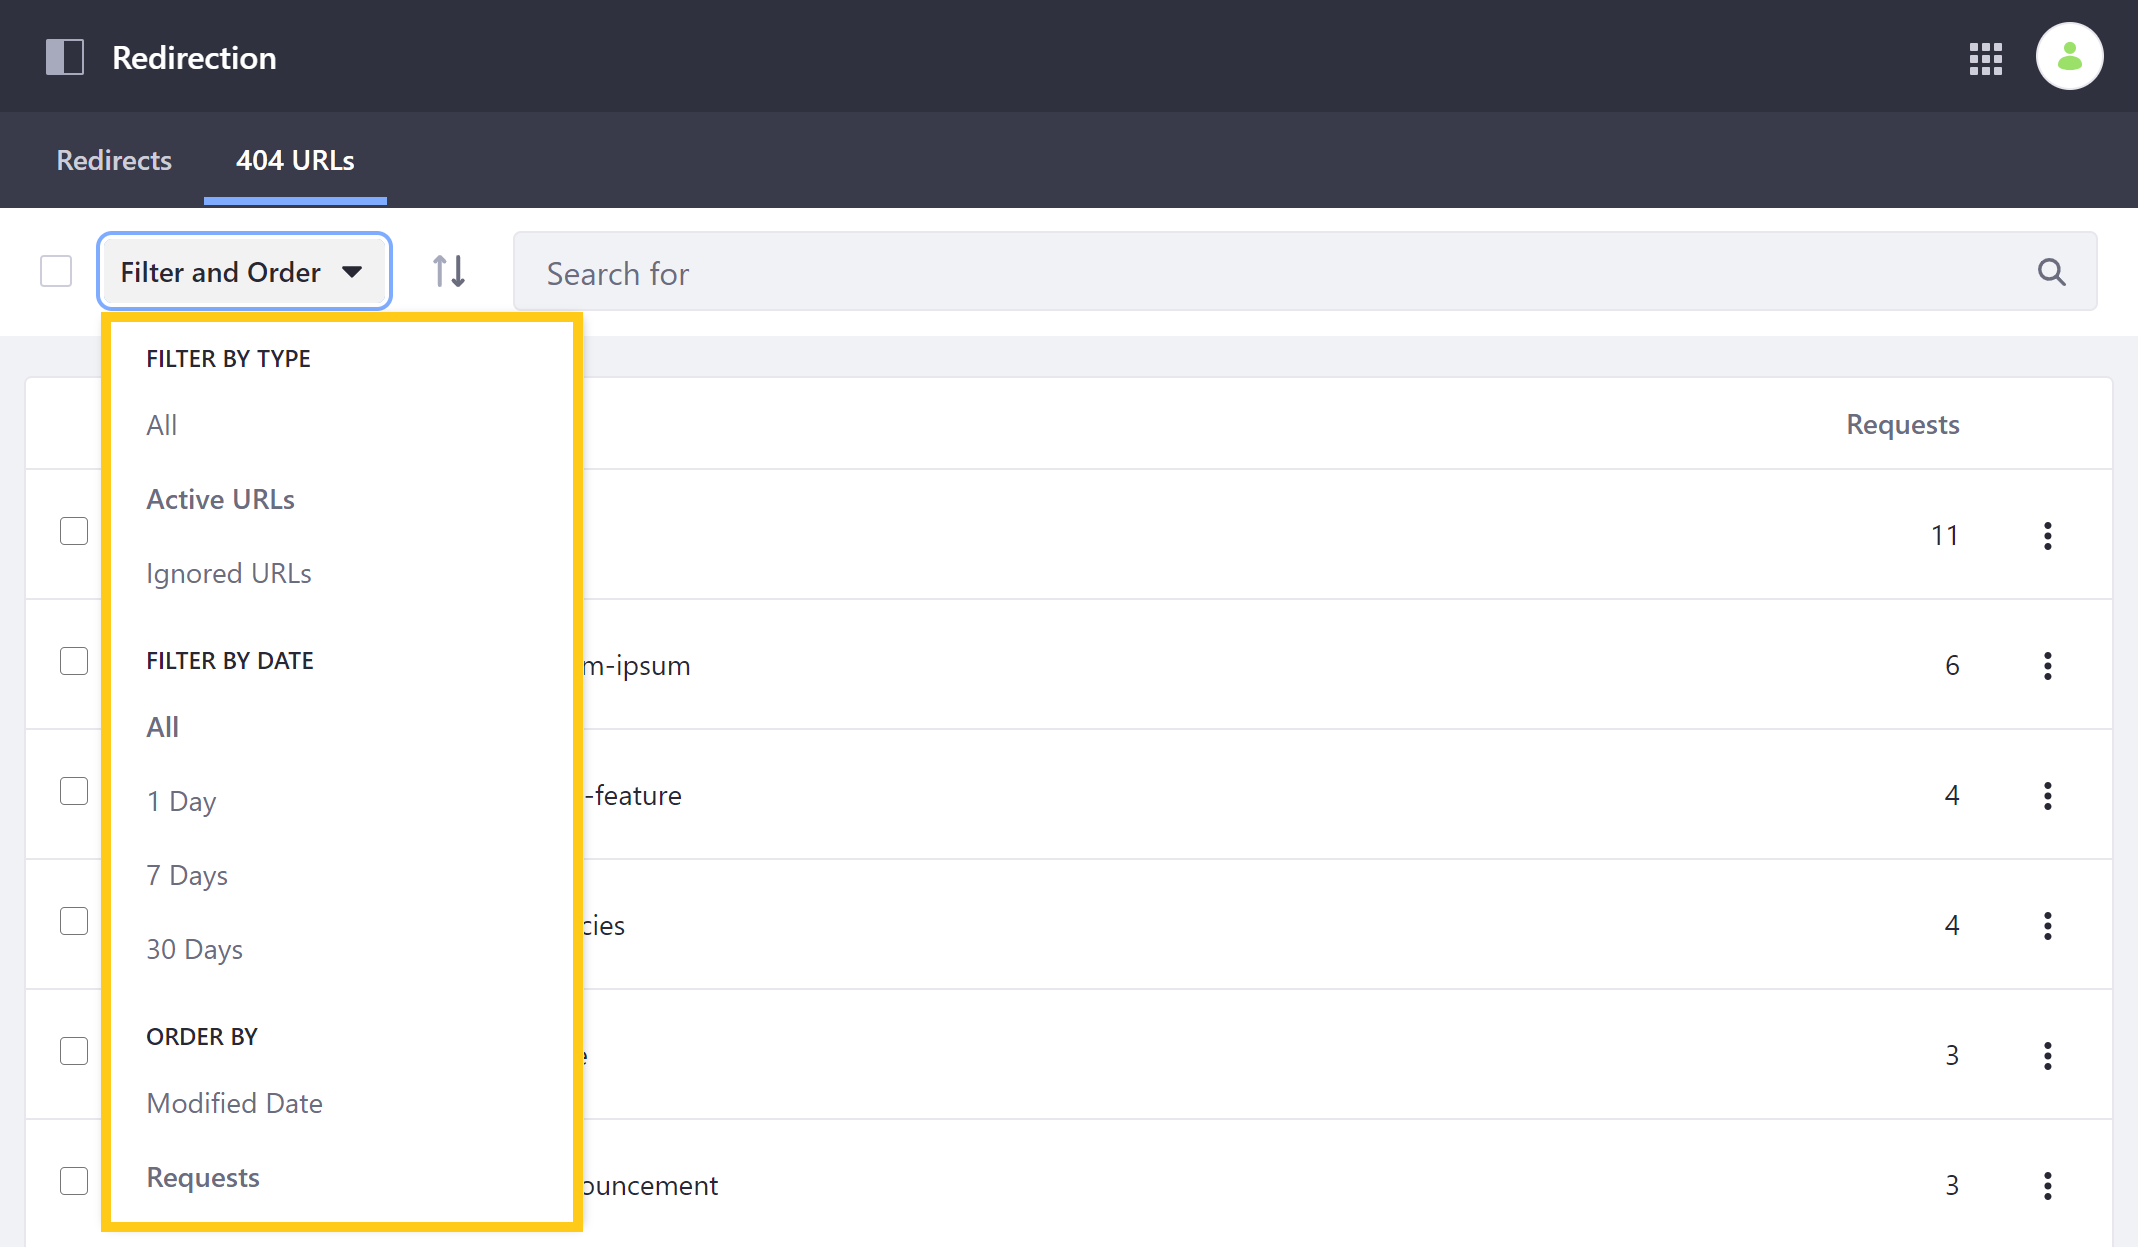 Redirection
Redirects
404 URLs
Filter and Order
Search for
FILTER BY TYPE
All
Active URLs
Ignored URLs
FILTER BY DATE
All
1 Day
7 Days
30 Days
ORDER BY
Modified Date
Requests
Requests
11
m-ipsum
6
-feature
4
cies
4
3
ouncement
3